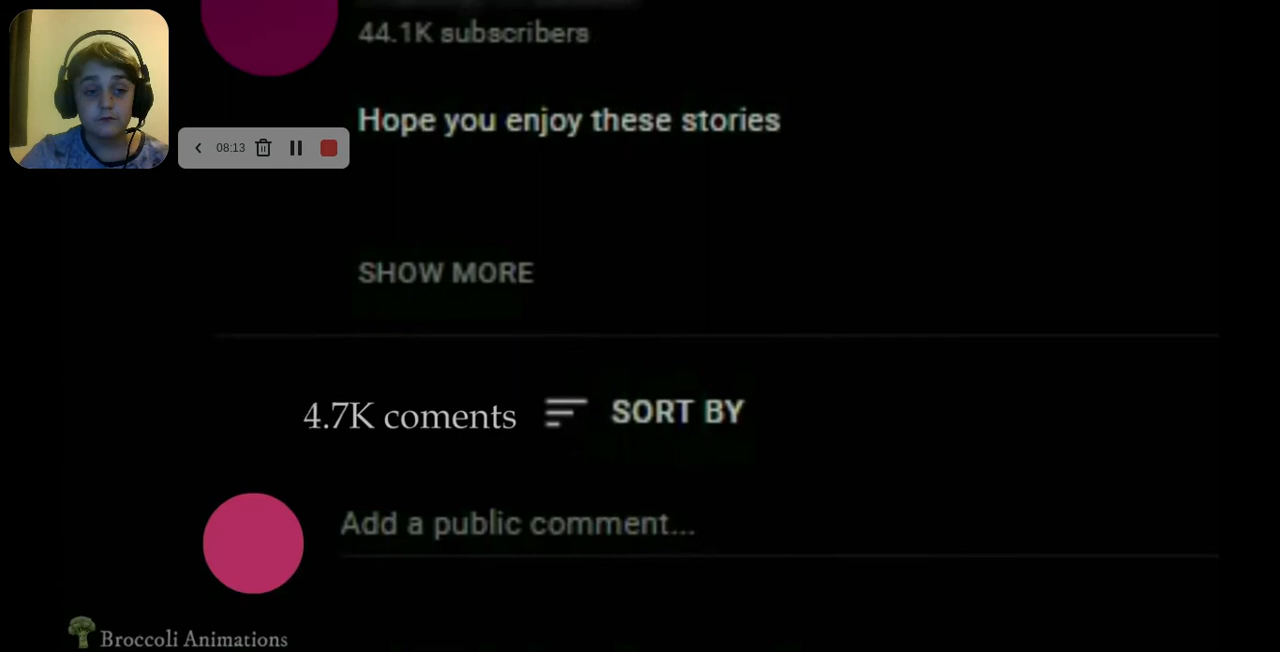 44.1K subscribers
08:13
Hope you enjoy these stories
SHOW MORE
4.7K coments
SORT BY
Add a public comment...
Broccoli Animations